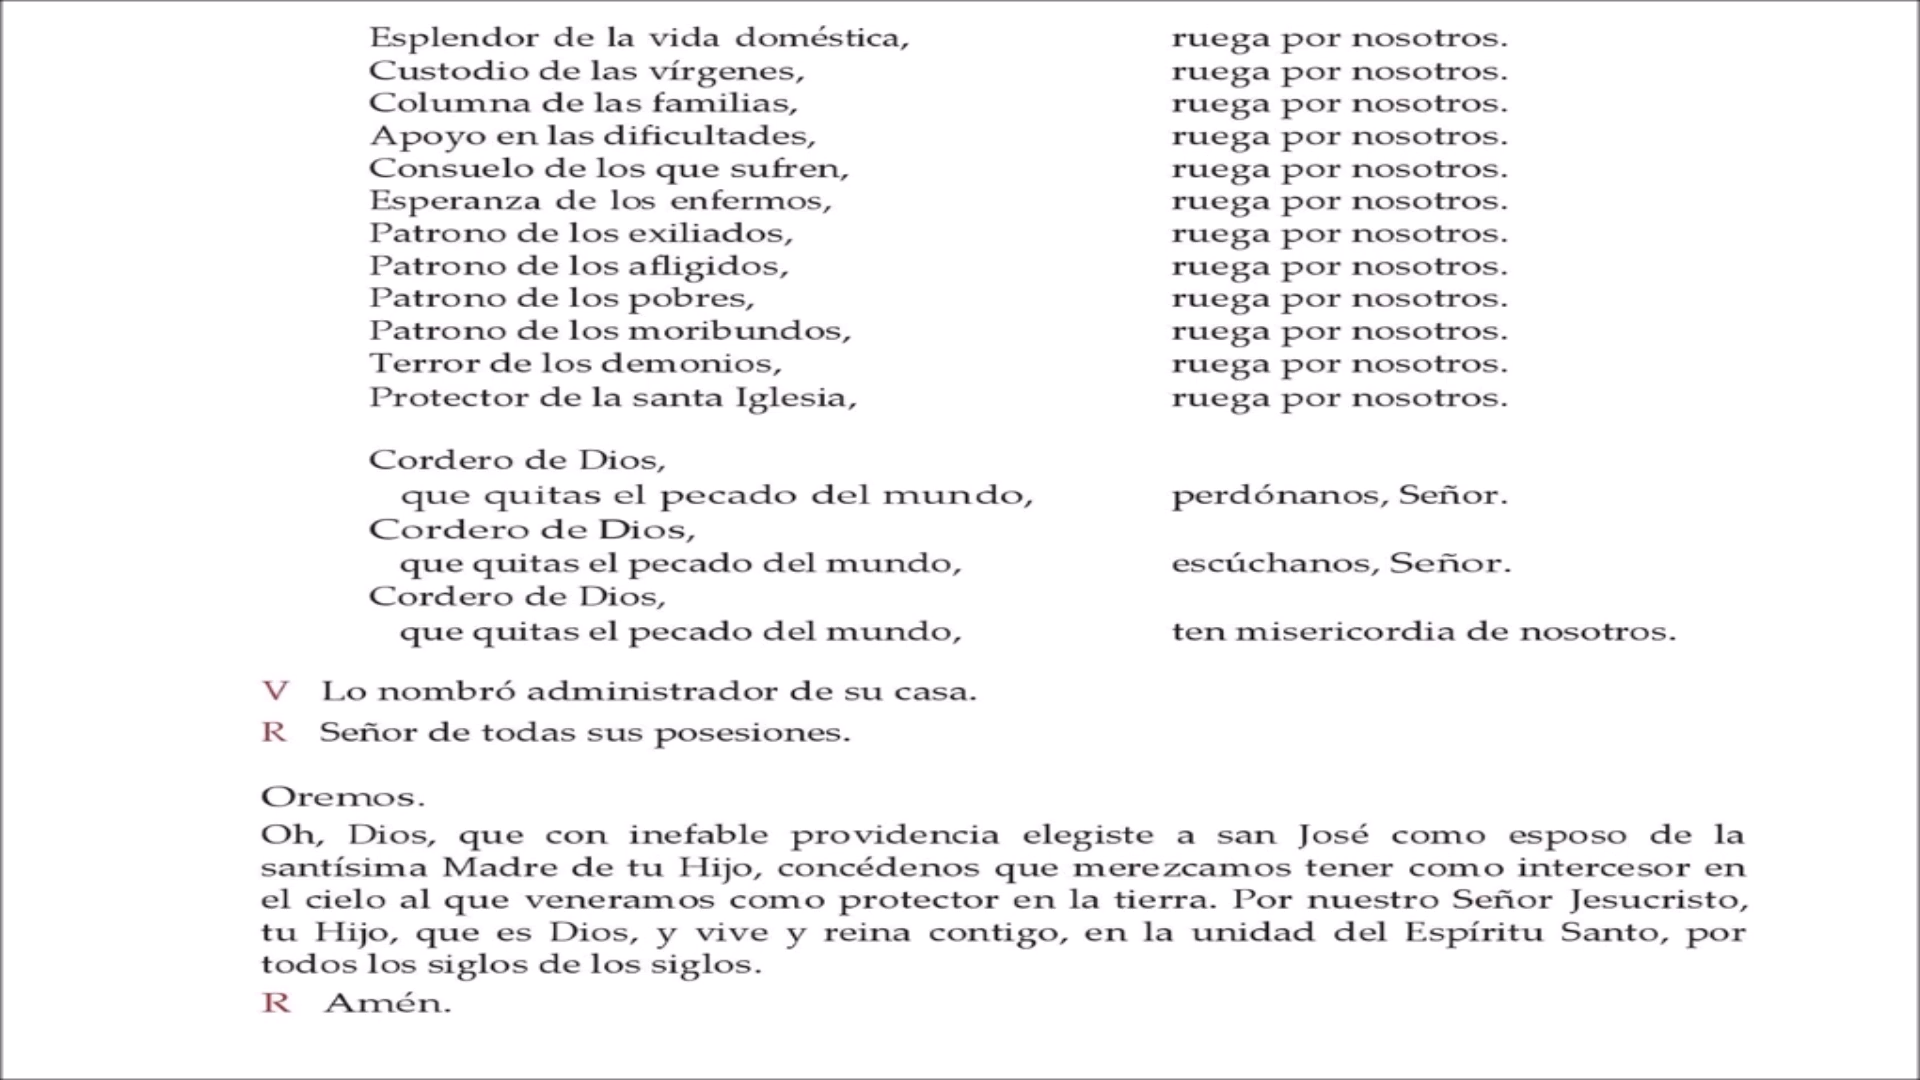 Esplendor de la vida doméstica, ruega por nosotros.
Custodio de las vírgenes, ruega por nosotros.
Columna de las familias, ruega por nosotros.
Apoyo en las dificultades, ruega por nosotros.
Consuelo de los que sufren, ruega por nosotros.
Esperanza de los enfermos, ruega por nosotros.
Patrono de los exiliados, ruega por nosotros.
Patrono de los afligidos, ruega por nosotros.
Patrono de los pobres, ruega por nosotros.
Patrono de los moribundos, ruega por nosotros.
Terror de los demonios, ruega por nosotros.
Protector de la santa Iglesia, ruega por nosotros.
Cordero de Dios,
que quitas el pecado del mundo, perdónanos, Señor.
Cordero de Dios,
que quitas el pecado del mundo, escúchanos, Señor.
Cordero de Dios,
que quitas el pecado del mundo, ten misericordia de nosotros.
V Lo nombró administrador de su casa.
R Señor de todas sus posesiones.
Oremos.
Oh, Dios, que con inefable providencia elegiste a san José como esposo de la
santísima Madre de tu Hijo, concédenos que merezcamos tener como intercesor en
el cielo al que veneramos como protector en la tierra. Por nuestro Señor Jesucristo,
tu Hijo, que es Dios, y vive y reina contigo, en la unidad del Espíritu Santo, por
todos los siglos de los siglos.
R Amén.